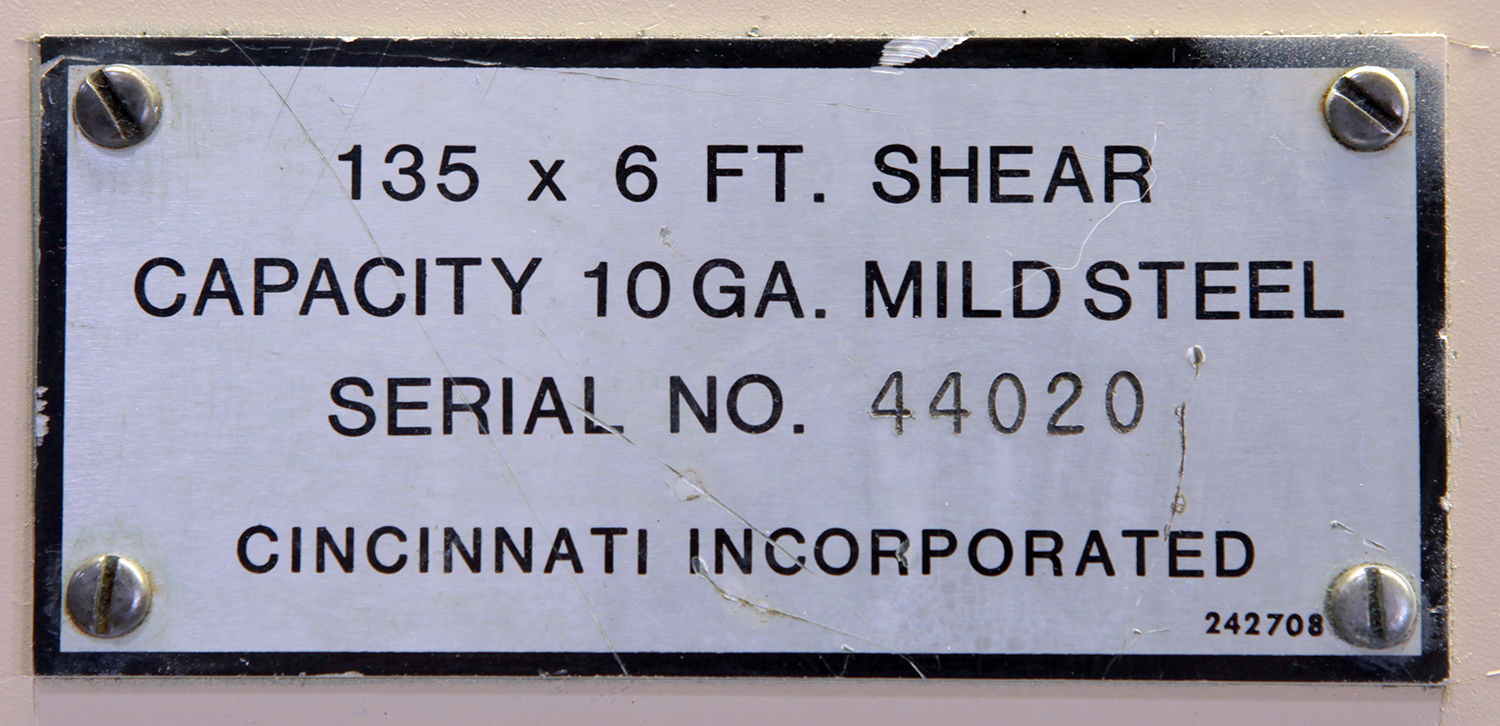 135 x 6 FT. SHEAR
CAPACITY 10 GA. MILD STEEL
SERIAL NO. 44020
CINCINNATI INCORPORATED
242708